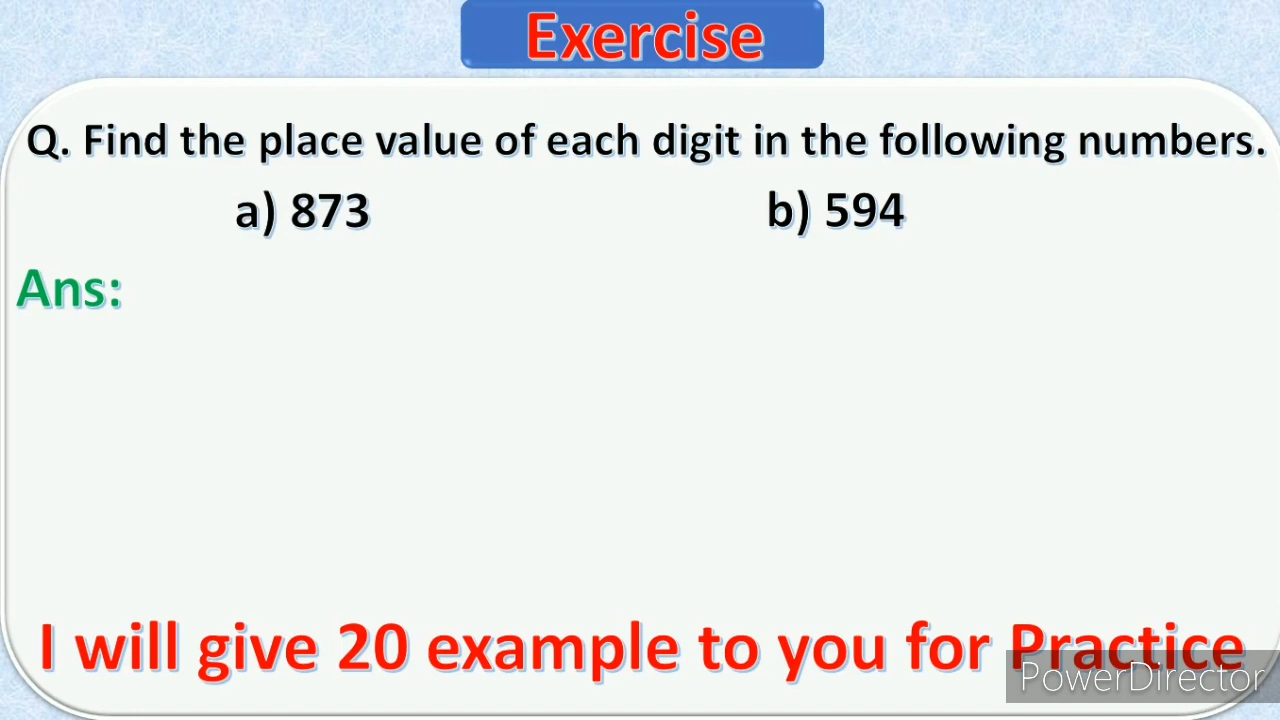 Exercise
Q. Find the place value of each digit in the following numbers.
a) 873 b) 594
Ans:
I will give 20 example to you for Practice
PowerDirector